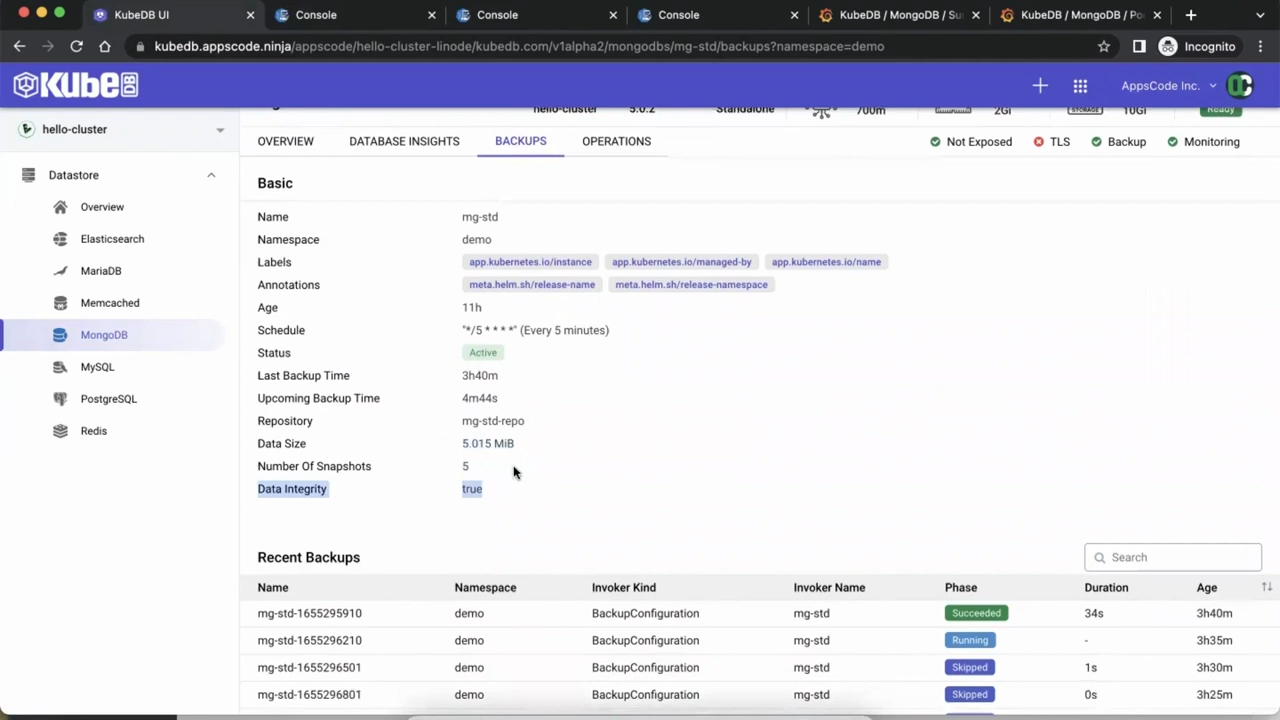 KubeDB UI
Console
Console
Console
KubeDB / MongoDB / Su
KubeDB / MongoDB / Po
kubedb.appscode.ninja/appscode/hello-cluster-linode/kubedb.com/v1alpha2/mongodbs/mg-std/backups?namespace=demo
Incognito
KubeDB
AppsCode Inc.
hello-cluster
hello-cluster 5.0.2 Standalone 700m 2Gi 10Gi Ready
OVERVIEW DATABASE INSIGHTS BACKUPS OPERATIONS
Not Exposed TLS Backup Monitoring
Datastore
Overview
Elasticsearch
MariaDB
Memcached
MongoDB
MySQL
PostgreSQL
Redis
Basic
Name mg-std
Namespace demo
Labels app.kubernetes.io/instance app.kubernetes.io/managed-by app.kubernetes.io/name
Annotations meta.helm.sh/release-name meta.helm.sh/release-namespace
Age 11h
Schedule "*/5 * * * *" (Every 5 minutes)
Status Active
Last Backup Time 3h40m
Upcoming Backup Time 4m44s
Repository mg-std-repo
Data Size 5.015 MiB
Number Of Snapshots 5
Data Integrity true
Recent Backups
Search
Name Namespace Invoker Kind Invoker Name Phase Duration Age
mg-std-1655295910 demo BackupConfiguration mg-std Succeeded 34s 3h40m
mg-std-1655296210 demo BackupConfiguration mg-std Running - 3h35m
mg-std-1655296501 demo BackupConfiguration mg-std Skipped 1s 3h30m
mg-std-1655296801 demo BackupConfiguration mg-std Skipped 0s 3h25m